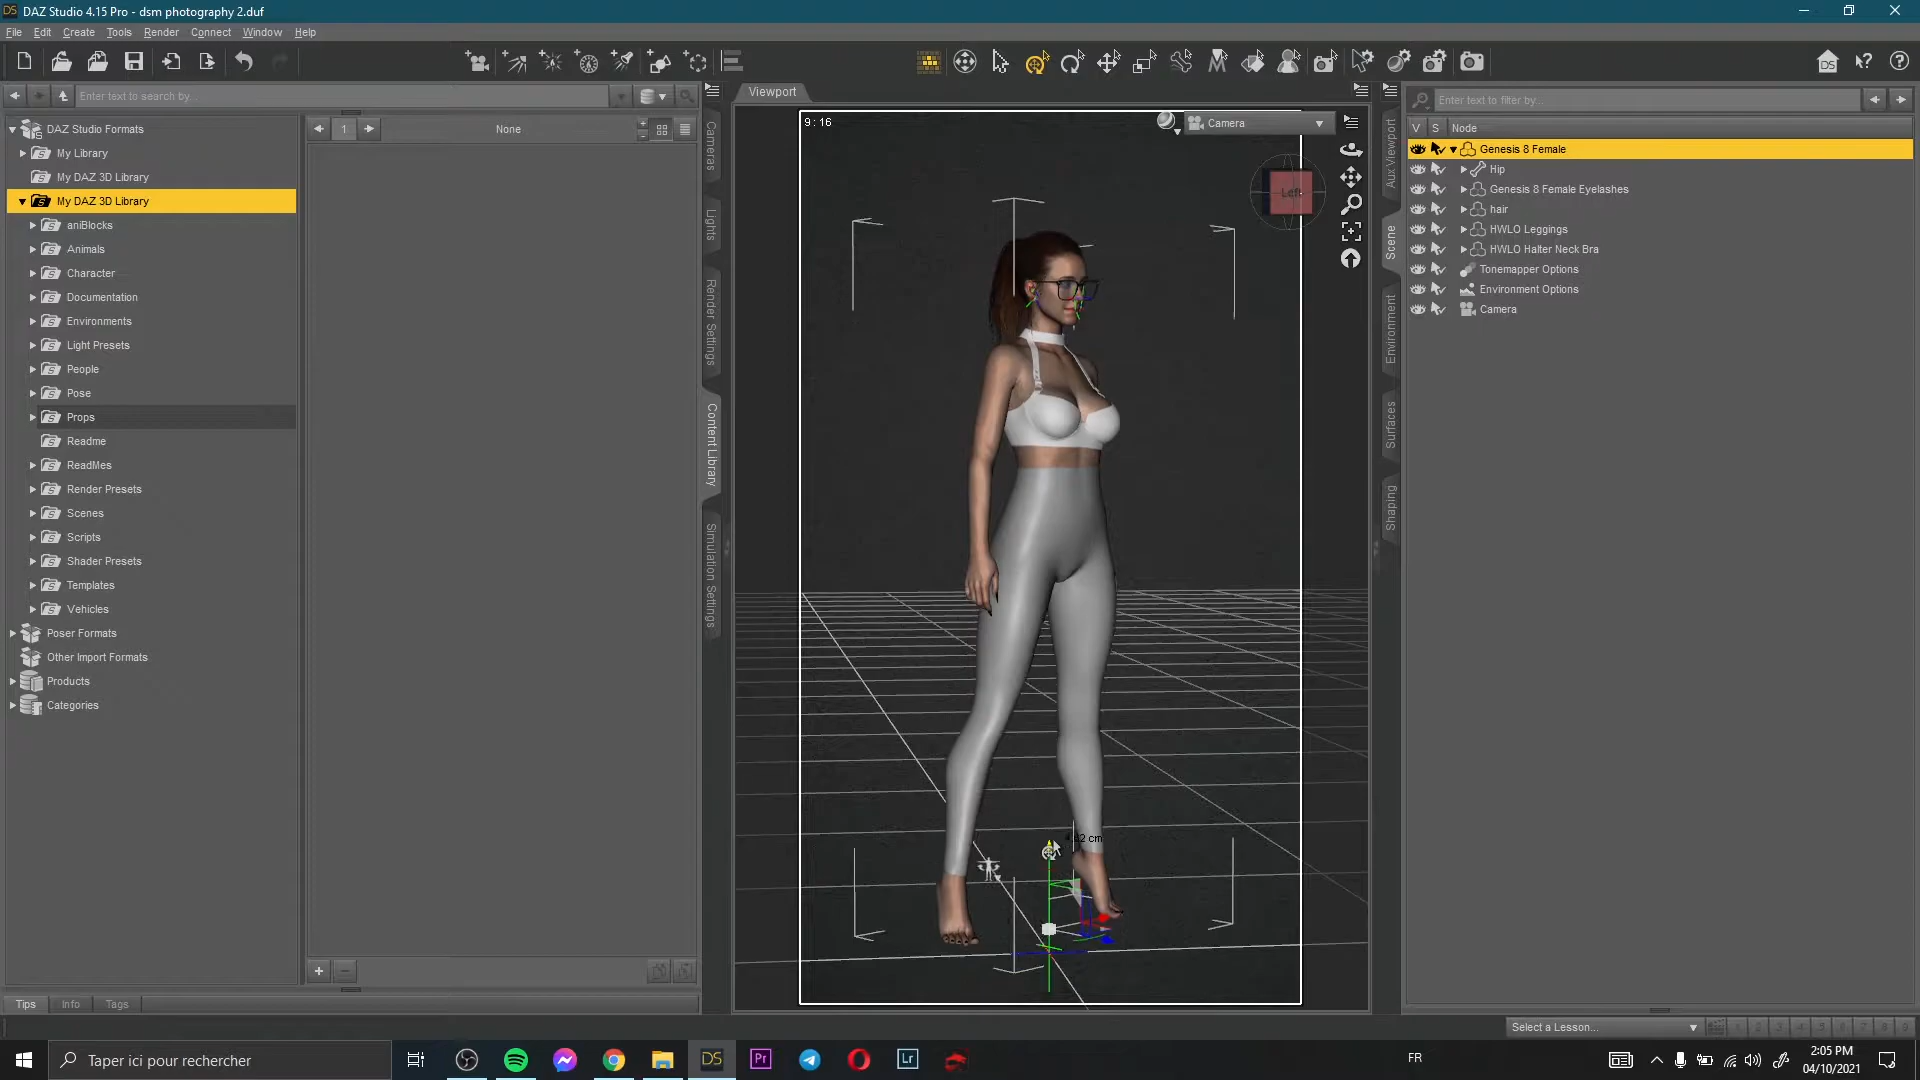 DAZ Studio 4.15 Pro - dsm photography 2.duf
File Edit Create Tools Render Connect Window Help
Enter text to search by...
DAZ Studio Formats
My Library
My DAZ 3D Library
My DAZ 3D Library
aniBlocks
Animals
Character
Documentation
Environments
Light Presets
People
Pose
Props
Readme
ReadMes
Render Presets
Scenes
Scripts
Shader Presets
Templates
Vehicles
Poser Formats
Other Import Formats
Products
Categories
Tips Info Tags
1 None
Cameras
Lights
Render Settings
Content Library
Simulation Settings
Viewport
9:16
Camera
Left
Aux Viewport
Scene
Environment
Surfaces
Shaping
Enter text to filter by...
V S Node
Genesis 8 Female
Hip
Genesis 8 Female Eyelashes
hair
HWLO Leggings
HWLO Halter Neck Bra
Tonemapper Options
Environment Options
Camera
Select a Lesson...
Taper ici pour rechercher
DS
Pr
Lr
FR
2:05 PM
04/10/2021